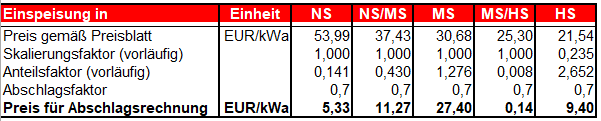 Einspeisung in Einheit NS NS/MS MS MS/HS HS
Preis gemäß Preisblatt EUR/kWa 53,99 37,43 30,68 25,30 21,54
Skalierungsfaktor (vorläufig) 1,000 1,000 1,000 1,000 0,235
Anteilsfaktor (vorläufig) 0,141 0,430 1,276 0,008 2,652
Abschlagsfaktor 0,7 0,7 0,7 0,7 0,7
Preis für Abschlagsrechnung EUR/kWa 5,33 11,27 27,40 0,14 9,40